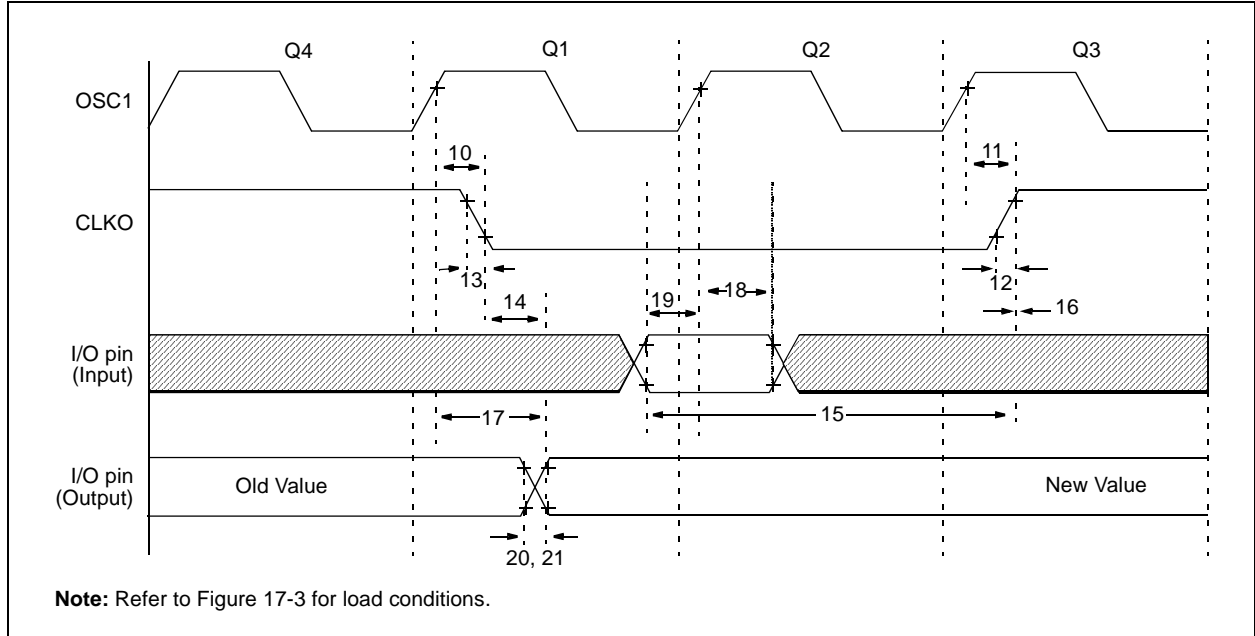 Q4
Q1
Q2
Q3
OSC1
10
11
CLKO
13
14
19
18
12
16
I/O pin
(Input)
17
15
I/O pin
(Output)
Old Value
New Value
20, 21
Note: Refer to Figure 17-3 for load conditions.